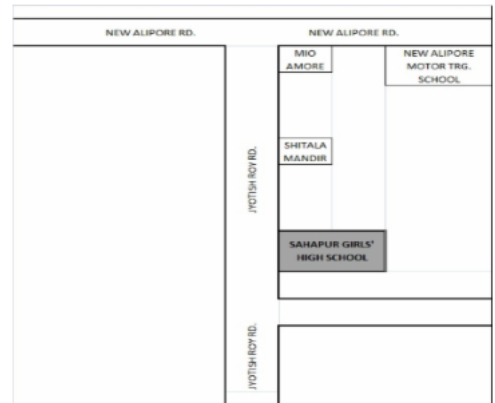 NEW ALIPORE RD.
NEW ALIPORE RD.
MIO
AMORE
NEW ALIPORE
MOTOR TRG.
SCHOOL
SHITALA
MANDIR
JYOTISH ROY RD.
SAHAPUR GIRLS'
HIGH SCHOOL
JYOTISH ROY RD.